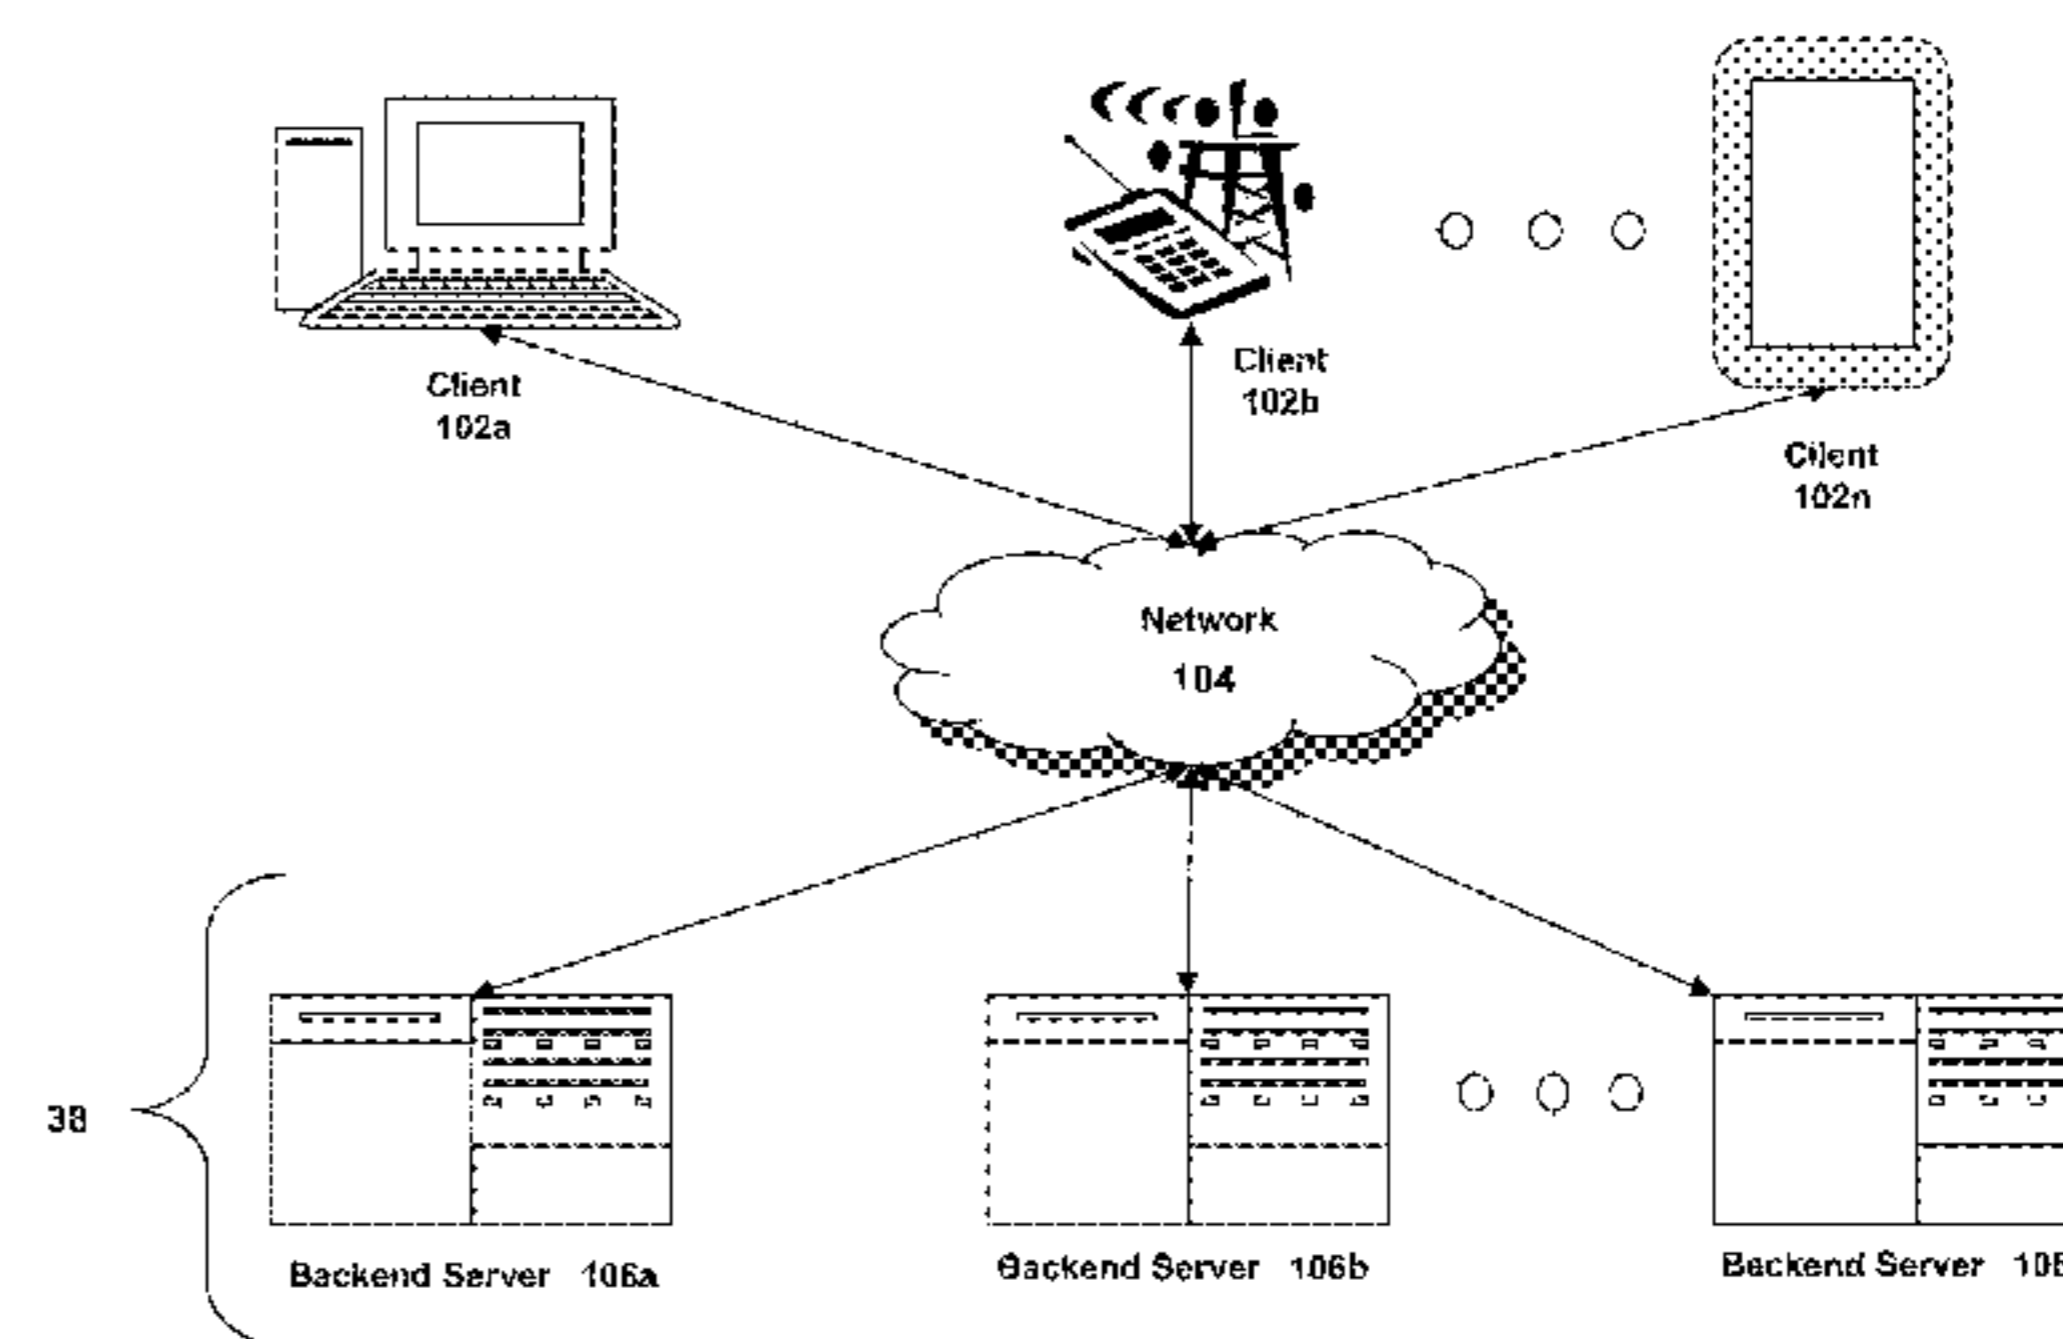 Client
102a
Client
102b
Client
102n
Network
104
38
Backend Server 106a
Backend Server 106b
Backend Server